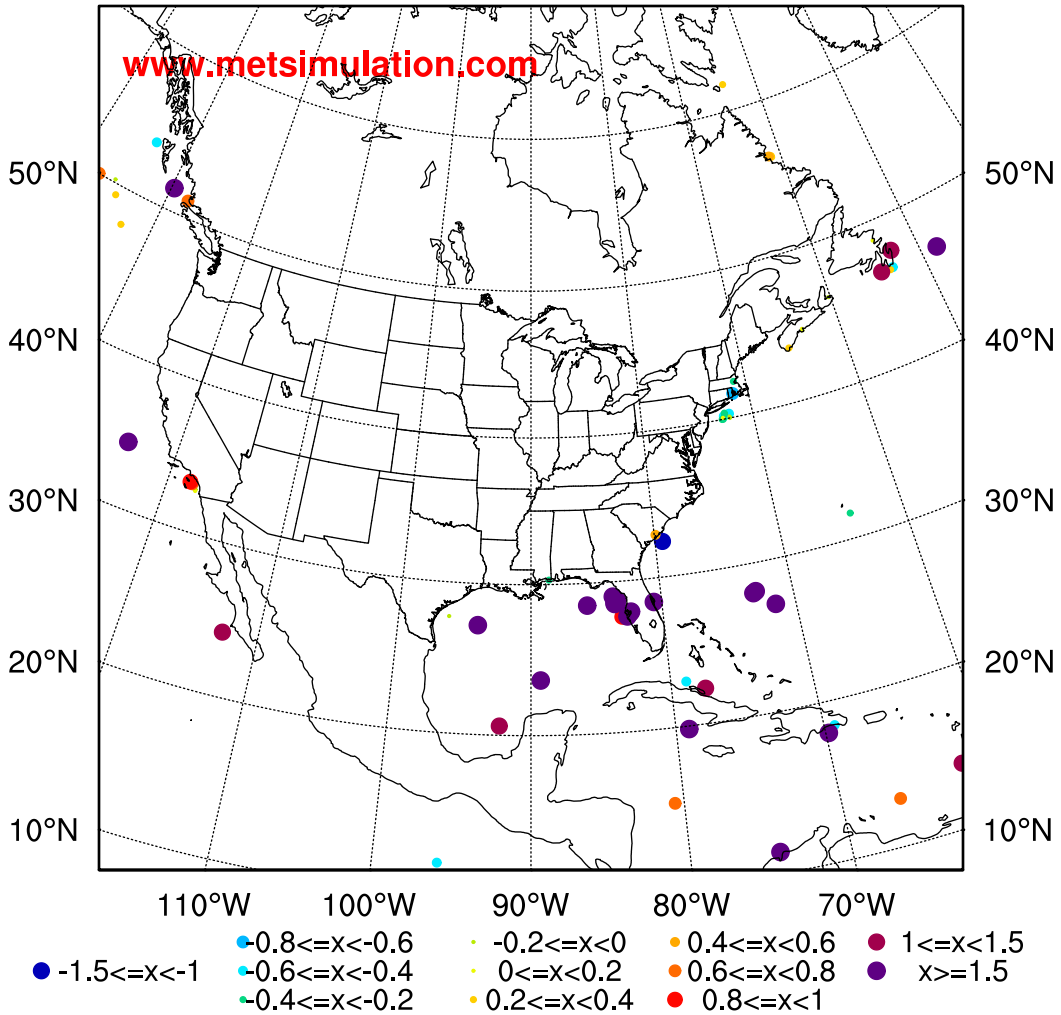 www.metsimulation.com
50°N 50°N
40°N 40°N
30°N 30°N
20°N 20°N
10°N 10°N
110°W 100°W 90°W 80°W 70°W
-0.8<=x<-0.6 -0.2<=x<0 0.4<=x<0.6 1<=x<1.5
-1.5<=x<-1 -0.6<=x<-0.4 0<=x<0.2 0.6<=x<0.8 x>=1.5
-0.4<=x<-0.2 0.2<=x<0.4 0.8<=x<1